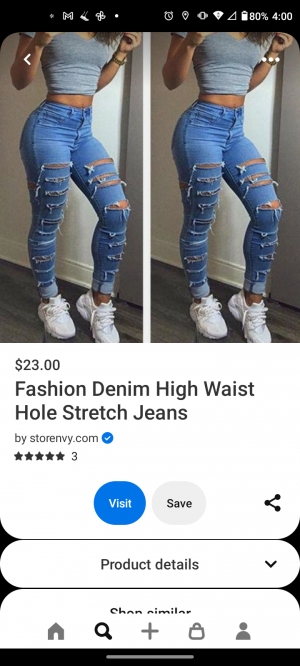 80% 4:00
$23.00
Fashion Denim High Waist
Hole Stretch Jeans
by storenvy.com
3
Visit
Save
Product details
Shop similar